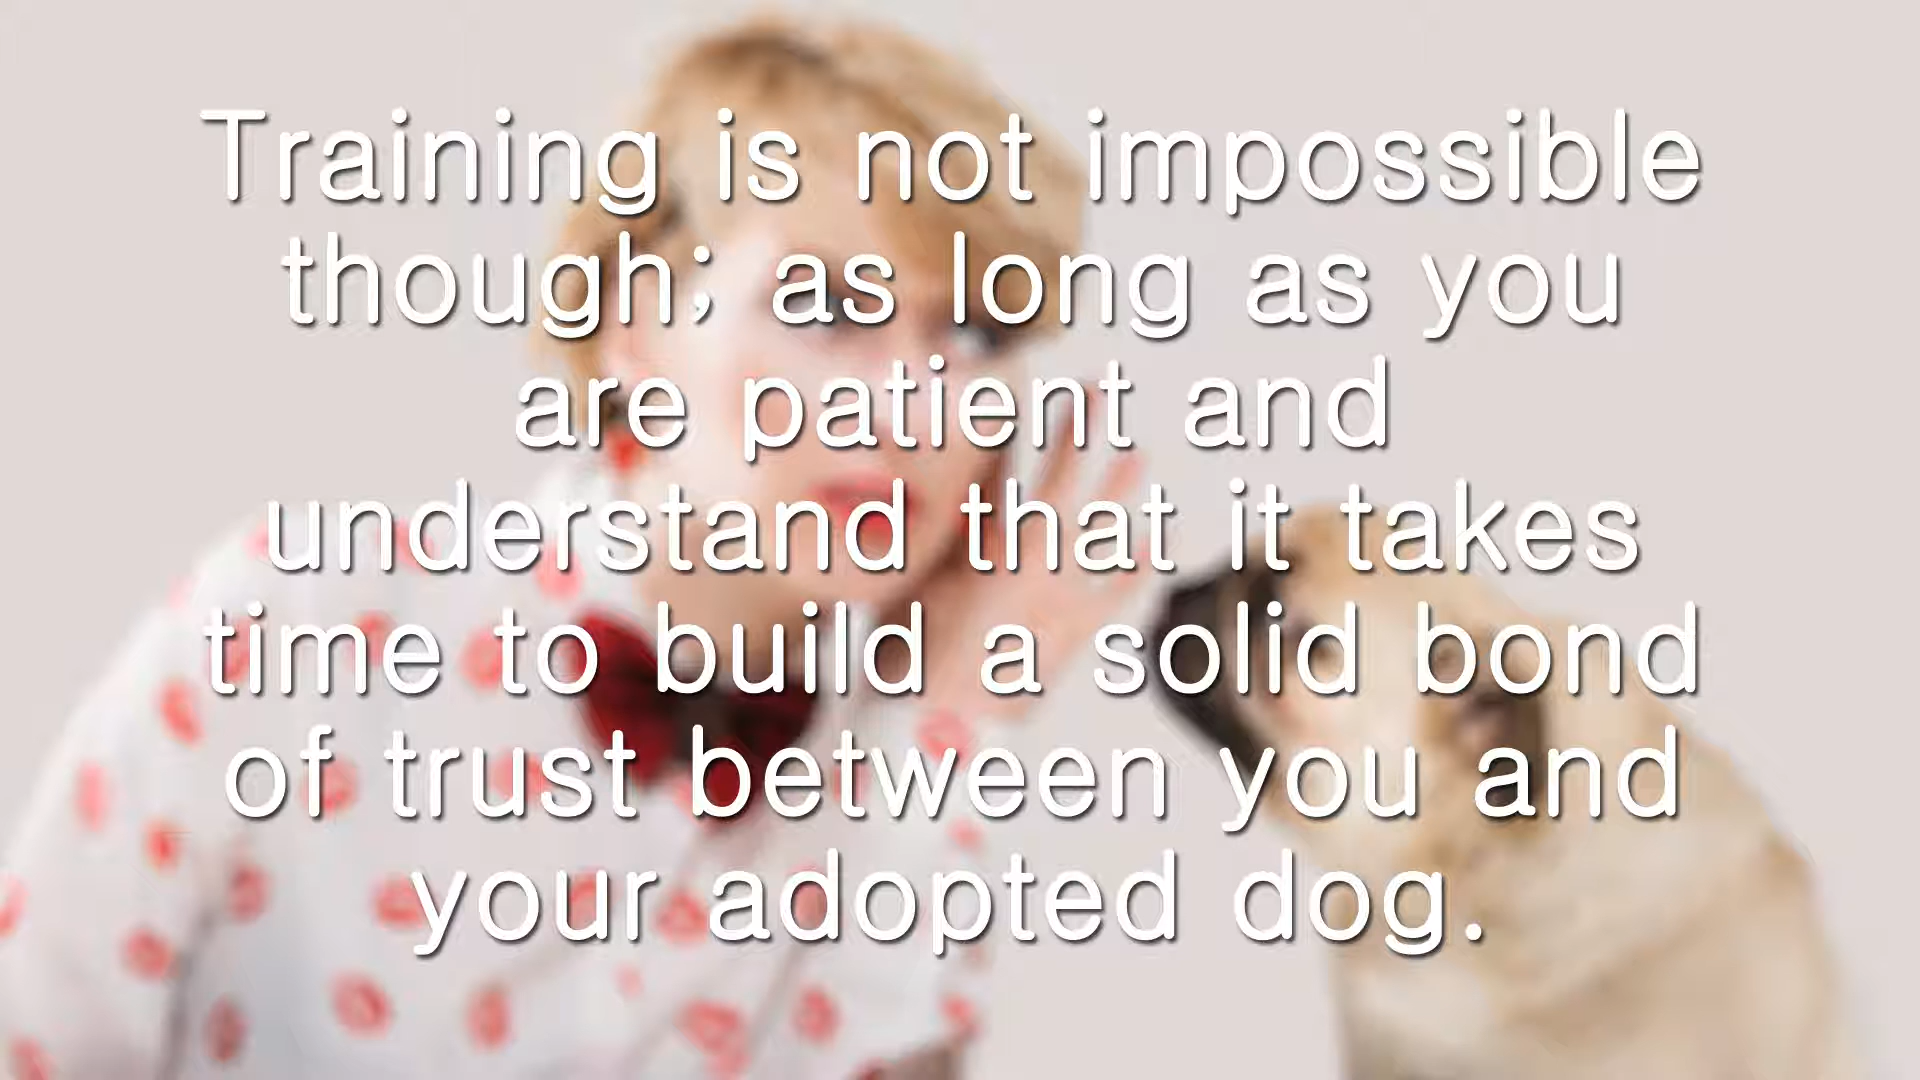 Training is not impossible
though; as long as you
are patient and
understand that it takes
time to build a solid bond
of trust between you and
your adopted dog.